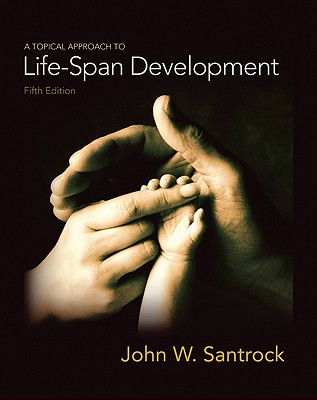 A TOPICAL APPROACH TO
Life-Span Development
Fifth Edition
John W. Santrock